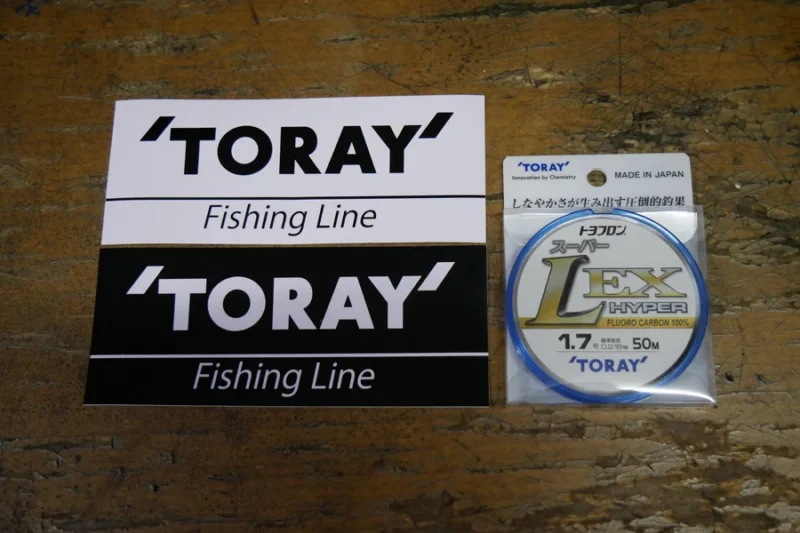 'TORAY'
Fishing Line
'TORAY'
Fishing Line
'TORAY'
Innovation by Chemistry
MADE IN JAPAN
しなやかさが生み出す圧倒的釣果
トヨフロン
スーパー
LEX
HYPER
FLUORO CARBON 100%
1.7号 50M
'TORAY'